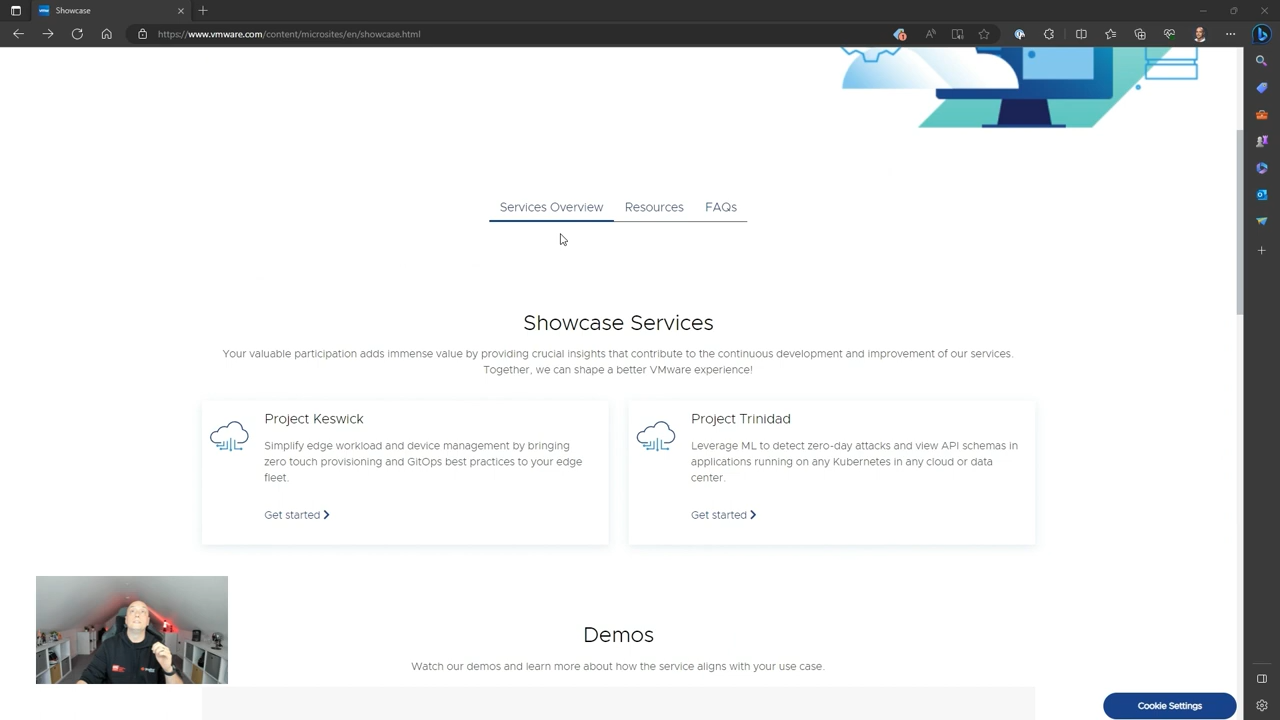 Showcase
https://www.vmware.com/content/microsites/en/showcase.html
Services Overview
Resources
FAQs
Showcase Services
Your valuable participation adds immense value by providing crucial insights that contribute to the continuous development and improvement of our services.
Together, we can shape a better VMware experience!
Project Keswick
Simplify edge workload and device management by bringing
zero touch provisioning and GitOps best practices to your edge
fleet.
Get started
Project Trinidad
Leverage ML to detect zero-day attacks and view API schemas in
applications running on any Kubernetes in any cloud or data
center.
Get started
Demos
Watch our demos and learn more about how the service aligns with your use case.
Cookie Settings